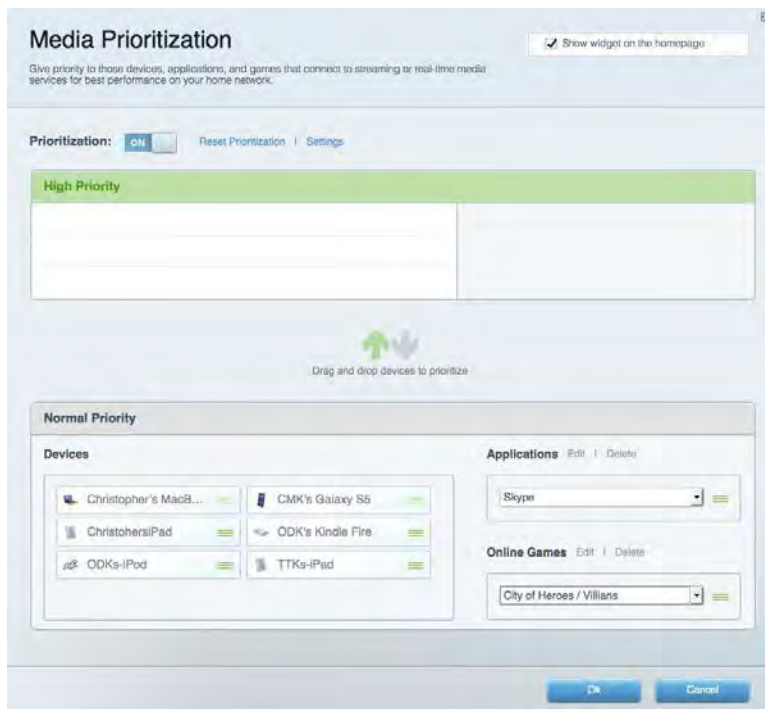 Media Prioritization
Show widget on the homepage
Give priority to those devices, applications, and games that connect to streaming or real-time media
services for best performance on your home network.
Prioritization: ON Reset Prioritization | Settings
High Priority
Drag and drop devices to prioritize
Normal Priority
Devices
Christopher's MacB...
CMK's Galaxy S5
ChristohersiPad
ODK's Kindle Fire
ODKs-iPod
TTKs-iPad
Applications Edit | Delete
Skype
Online Games Edit | Delete
City of Heroes / Villians
Ok Cancel